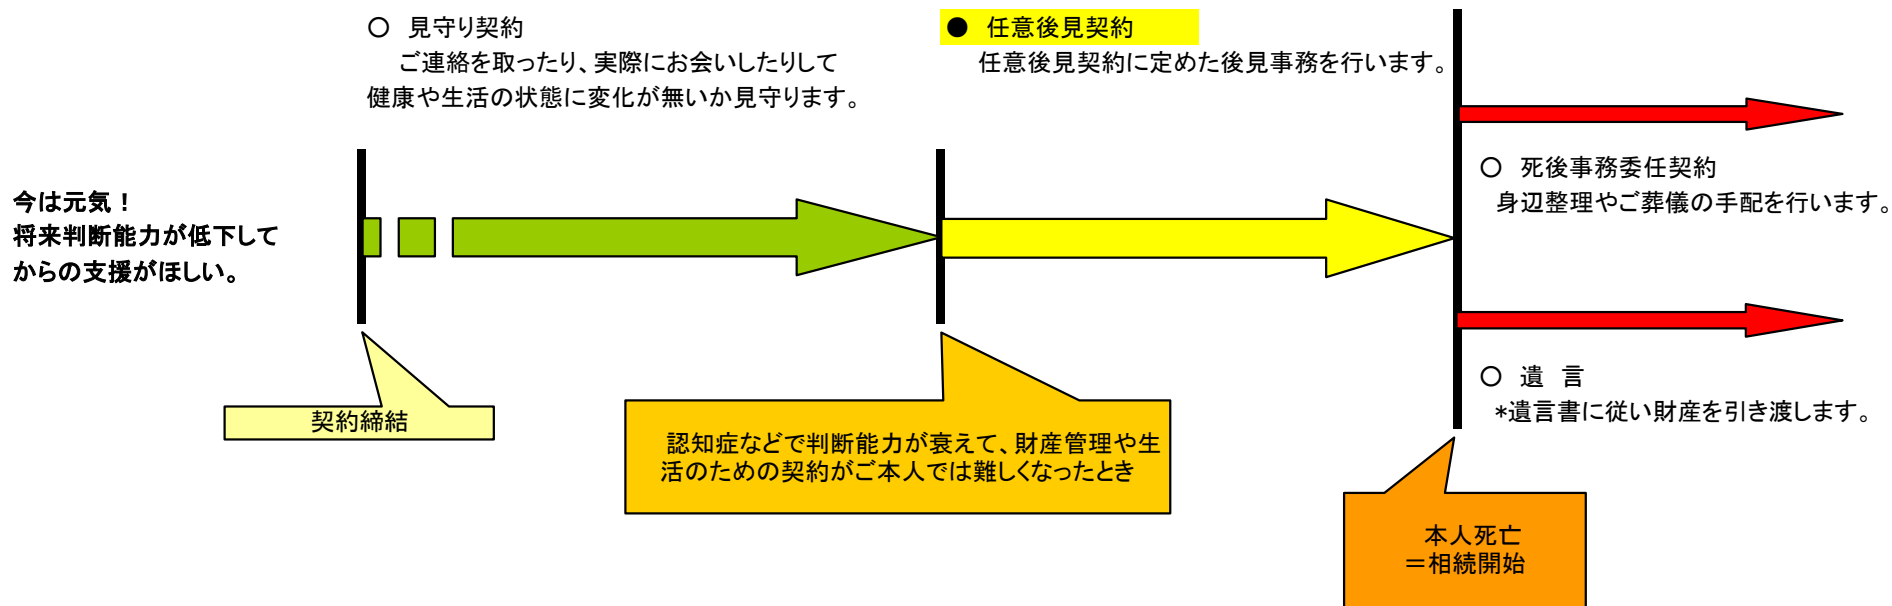 ○ 見守り契約
ご連絡を取ったり、実際にお会いしたりして
健康や生活の状態に変化が無いか見守ります。
● 任意後見契約
任意後見契約に定めた後見事務を行います。
今は元気！
将来判断能力が低下して
からの支援がほしい。
○ 死後事務委任契約
身辺整理やご葬儀の手配を行います。
○ 遺 言
*遺言書に従い財産を引き渡します。
契約締結
認知症などで判断能力が衰えて、財産管理や生
活のための契約がご本人では難しくなったとき
本人死亡
＝相続開始